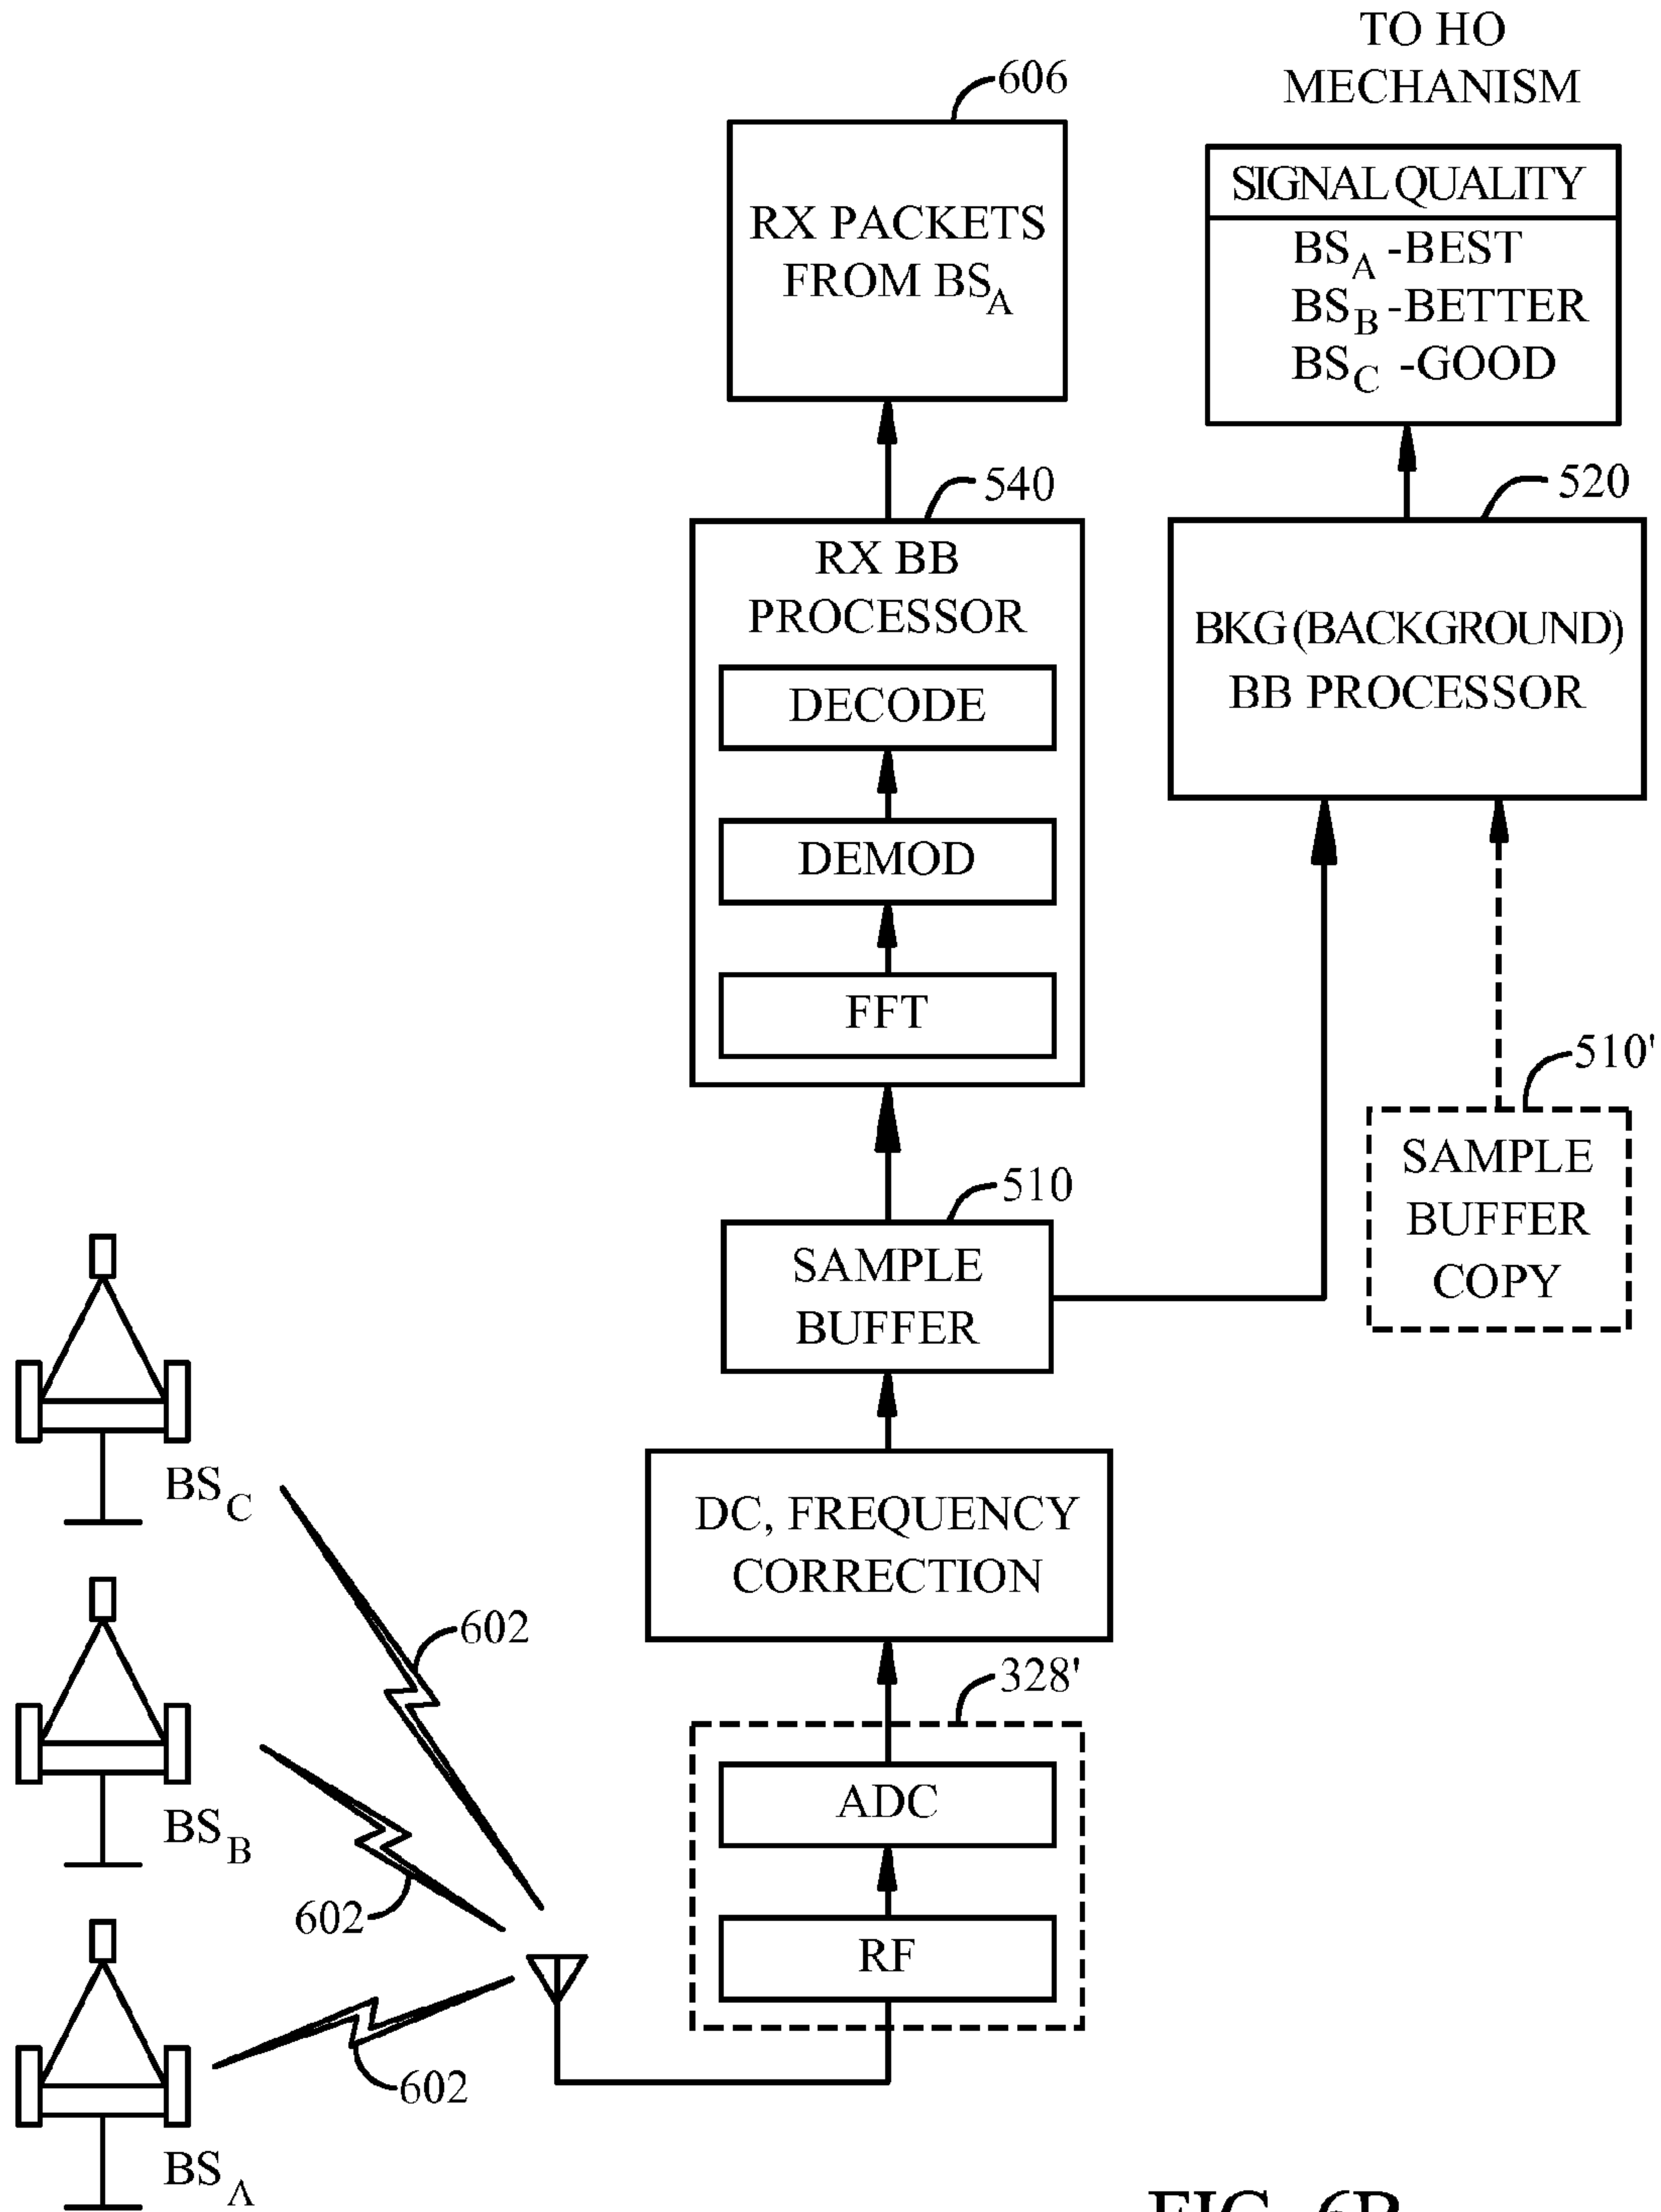 TO HO
MECHANISM
606
RX PACKETS
FROM BSA
SIGNAL QUALITY
BSA -BEST
BSB -BETTER
BSC -GOOD
540
520
RX BB
PROCESSOR
DECODE
DEMOD
FFT
BKG (BACKGROUND)
BB PROCESSOR
510'
SAMPLE
BUFFER
COPY
510
SAMPLE
BUFFER
DC, FREQUENCY
CORRECTION
328'
ADC
RF
BSC
602
BSB
602
602
BSA
FIG. 6B